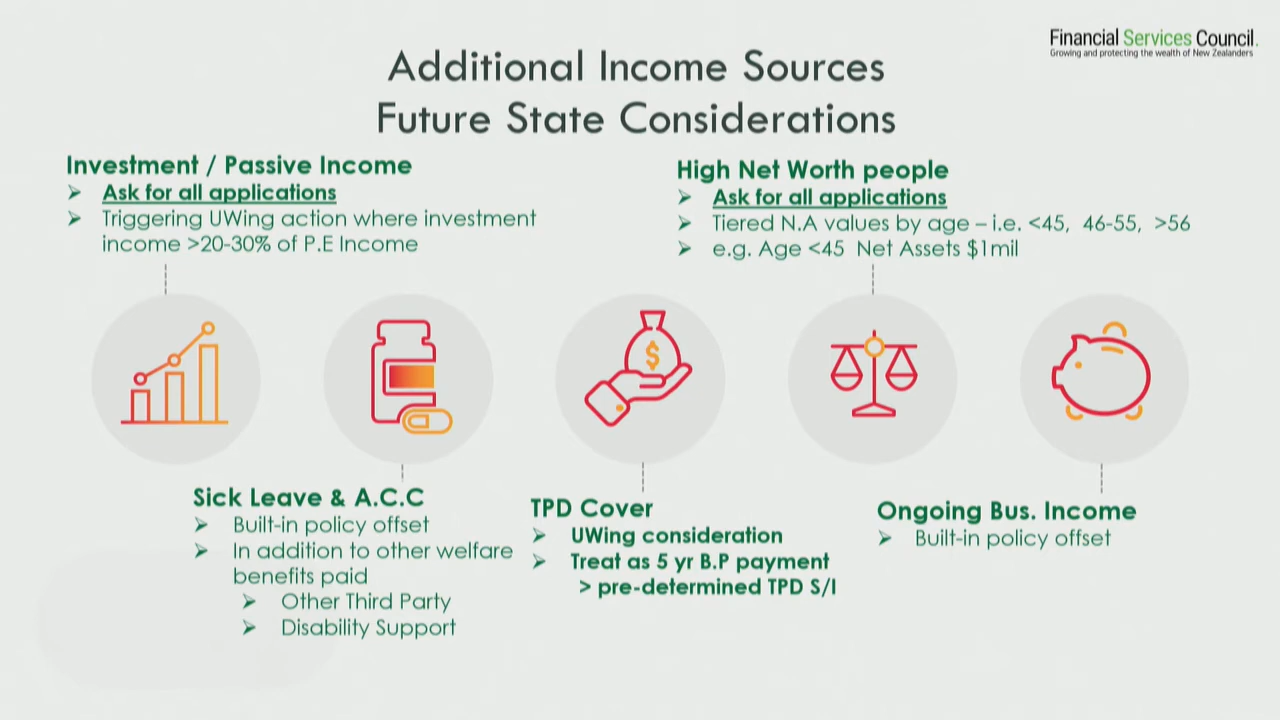 Financial Services Council.
Growing and protecting the wealth of New Zealanders
Additional Income Sources
Future State Considerations
Investment / Passive Income
➢ Ask for all applications
➢ Triggering UWing action where investment
income >20-30% of P.E Income
High Net Worth people
➢ Ask for all applications
➢ Tiered N.A values by age – i.e. <45, 46-55, >56
➢ e.g. Age <45 Net Assets $1mil
$
Sick Leave & A.C.C
➢ Built-in policy offset
➢ In addition to other welfare
benefits paid
➢ Other Third Party
➢ Disability Support
TPD Cover
➢ UWing consideration
➢ Treat as 5 yr B.P payment
> pre-determined TPD S/I
Ongoing Bus. Income
➢ Built-in policy offset